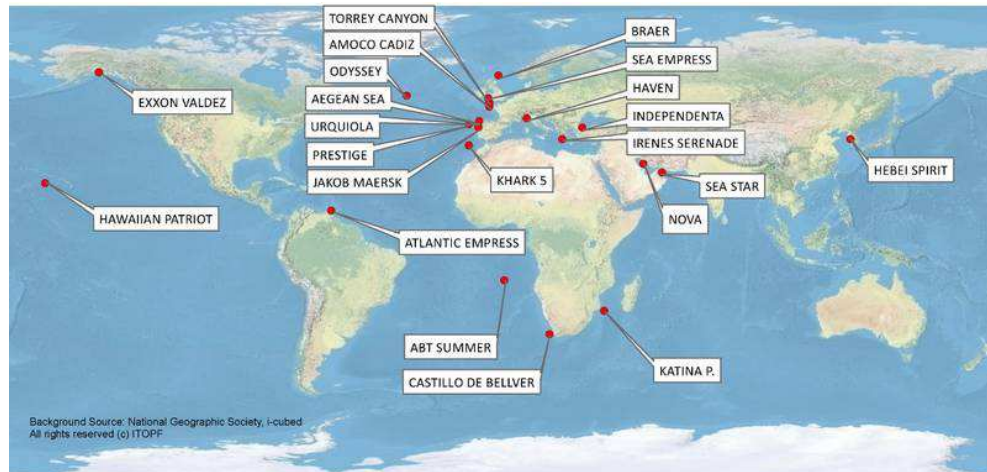 TORREY CANYON
AMOCO CADIZ
ODYSSEY
AEGEAN SEA
URQUIOLA
PRESTIGE
JAKOB MAERSK
EXXON VALDEZ
HAWAIIAN PATRIOT
BRAER
SEA EMPRESS
HAVEN
INDEPENDENTA
IRENES SERENADE
KHARK 5
SEA STAR
NOVA
HEBEI SPIRIT
ATLANTIC EMPRESS
ABT SUMMER
CASTILLO DE BELLVER
KATINA P.
Background Source: National Geographic Society, i-cubed
All rights reserved (c) ITOPF